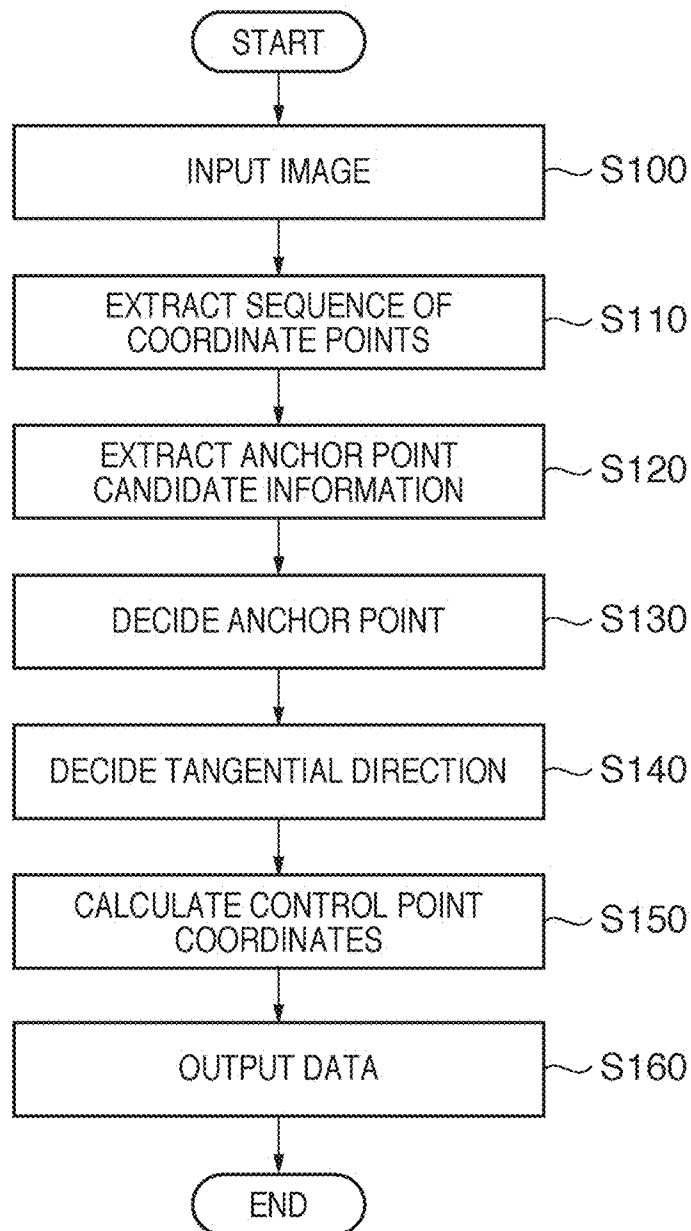 START
INPUT IMAGE
S100
EXTRACT SEQUENCE OF
COORDINATE POINTS
S110
EXTRACT ANCHOR POINT
CANDIDATE INFORMATION
S120
DECIDE ANCHOR POINT
S130
DECIDE TANGENTIAL DIRECTION
S140
CALCULATE CONTROL POINT
COORDINATES
S150
OUTPUT DATA
S160
END